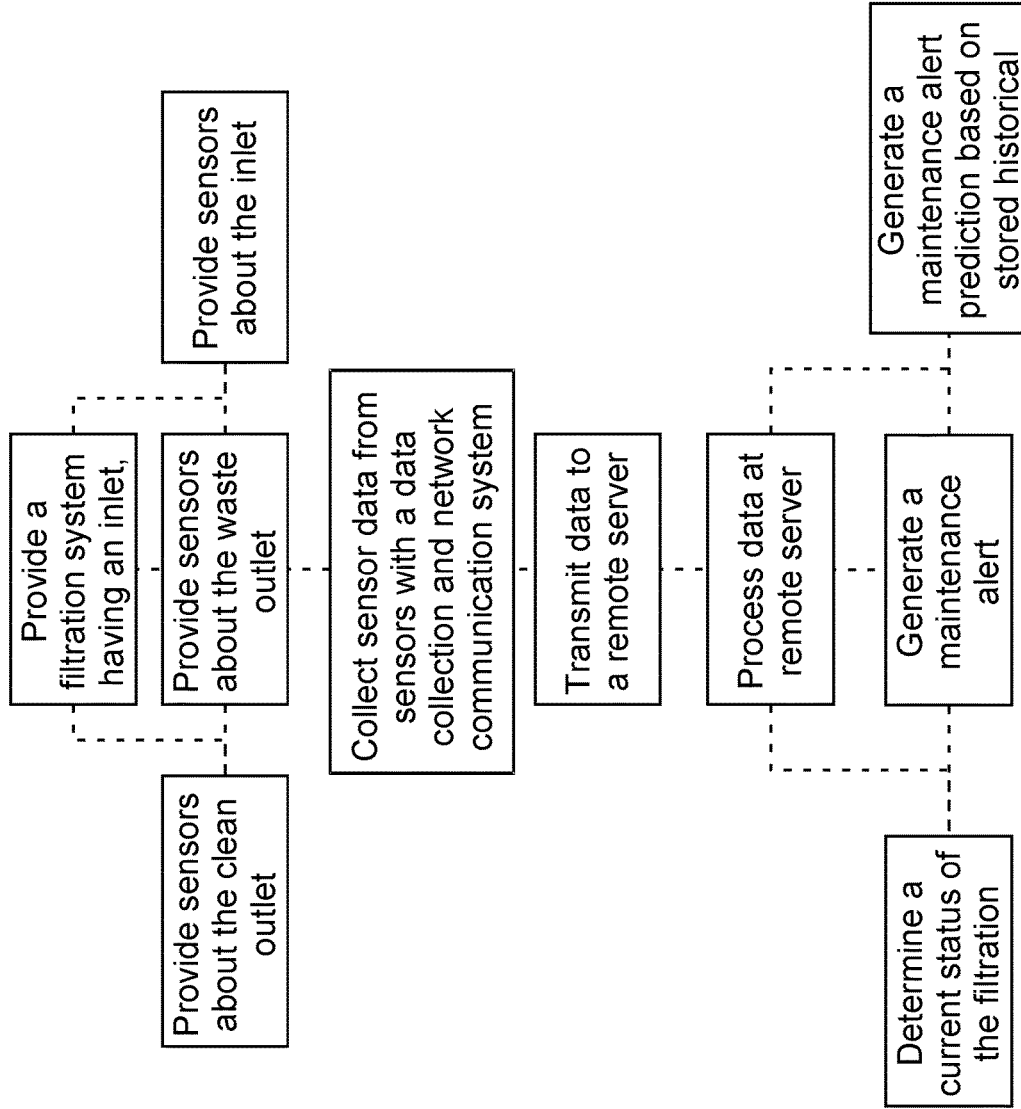 Provide a
filtration system
having an inlet,
Provide sensors
about the clean
outlet
Provide sensors
about the waste
outlet
Provide sensors
about the inlet
Collect sensor data from
sensors with a data
collection and network
communication system
Transmit data to
a remote server
Process data at
remote server
Determine a
current status of
the filtration
Generate a
maintenance
alert
Generate a
maintenance alert
prediction based on
stored historical